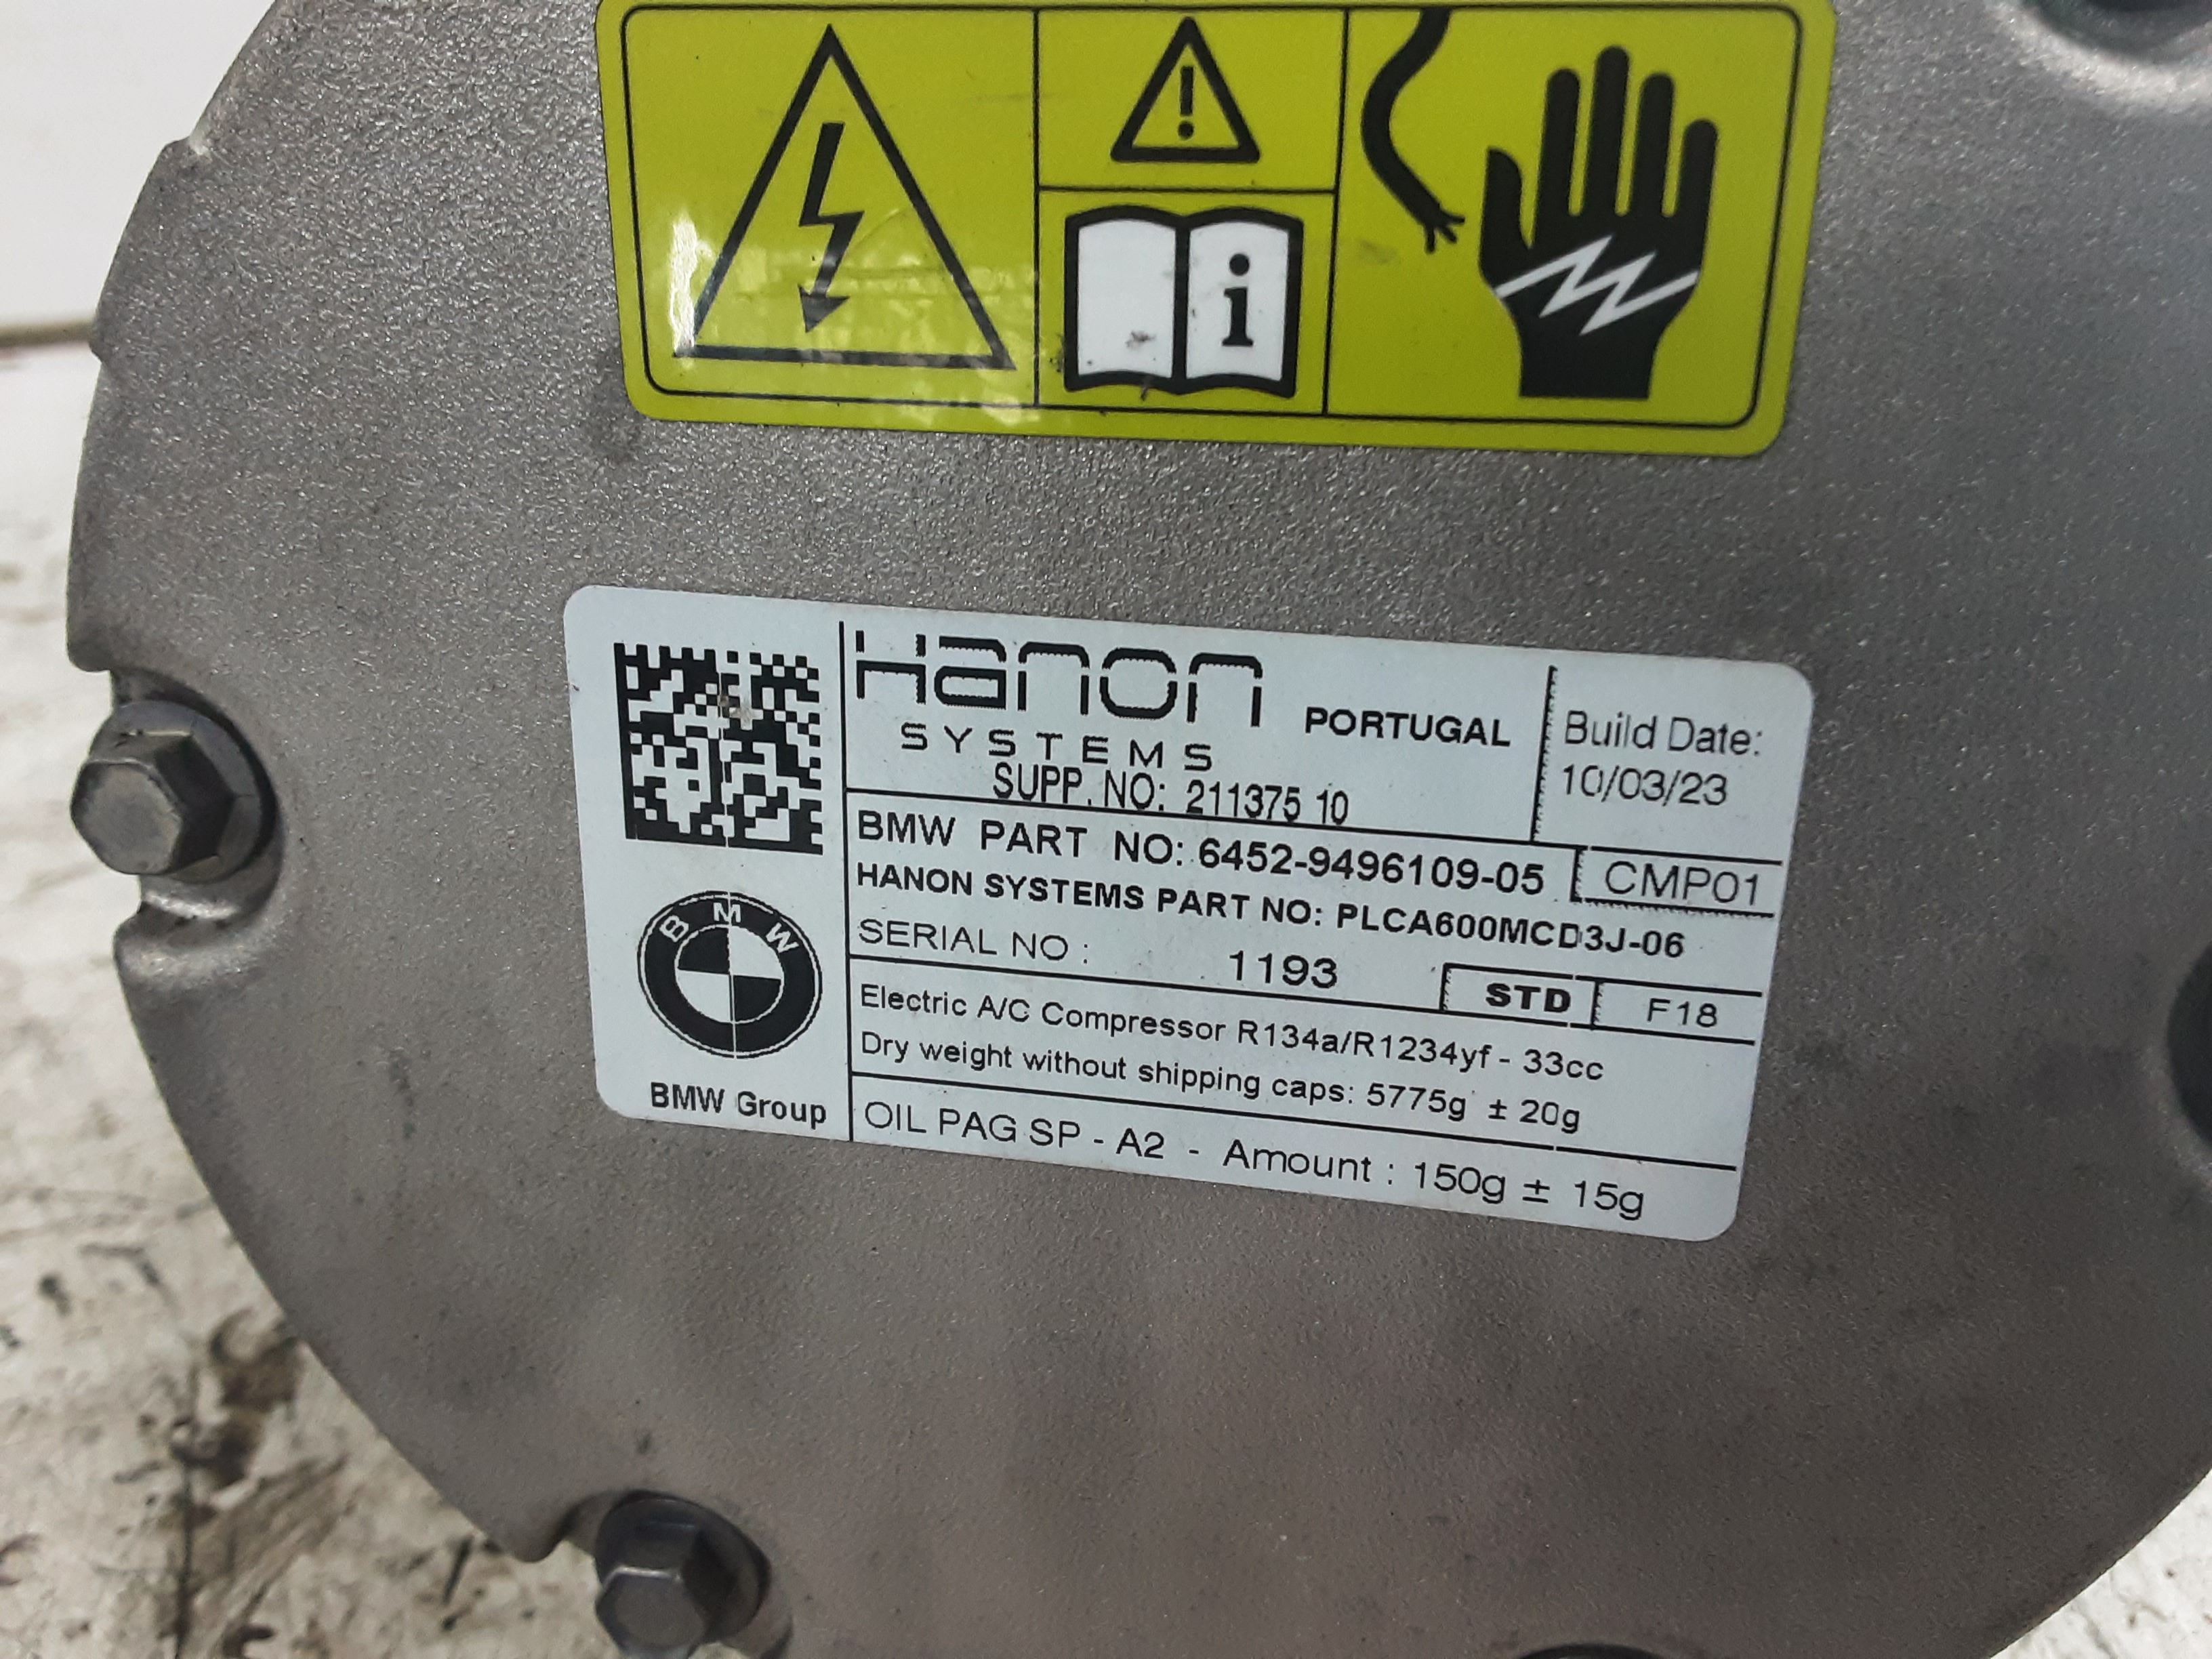 Hanon
SYSTEMS
PORTUGAL
SUPP. NO: 211375 10
Build Date:
10/03/23
BMW PART NO: 6452-9496109-05
CMP01
HANON SYSTEMS PART NO: PLCA600MCD3J-06
SERIAL NO : 1193
STD
F18
Electric A/C Compressor R134a/R1234yf - 33cc
Dry weight without shipping caps: 5775g ± 20g
OIL PAG SP - A2 - Amount : 150g ± 15g
BMW
BMW Group